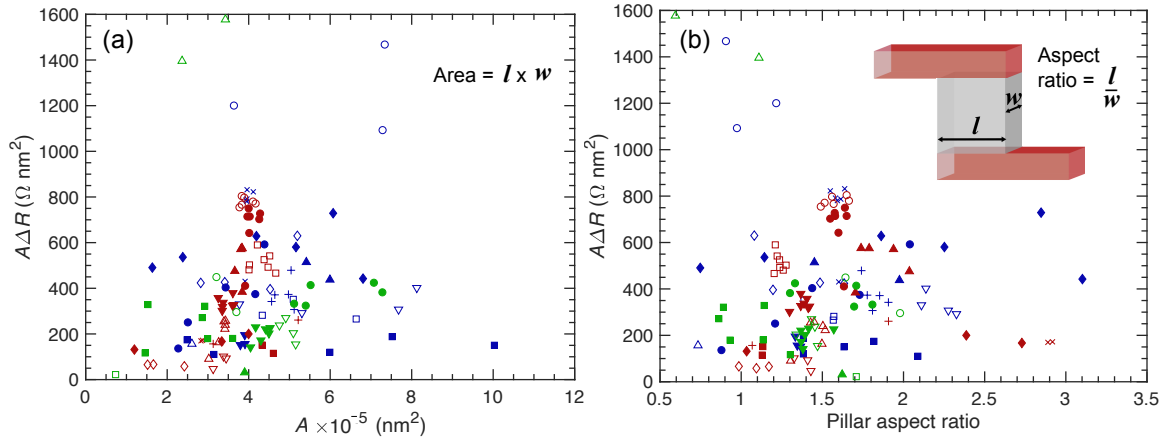 (a)
Area = l x w
1600
1400
1200
1000
800
600
400
200
0
AΔR (Ω nm²)
0
2
4
6
8
10
12
A ×10⁻⁵ (nm²)
(b)
Aspect
ratio = l/w
w
l
1600
1400
1200
1000
800
600
400
200
0
AΔR (Ω nm²)
0.5
1
1.5
2
2.5
3
3.5
Pillar aspect ratio